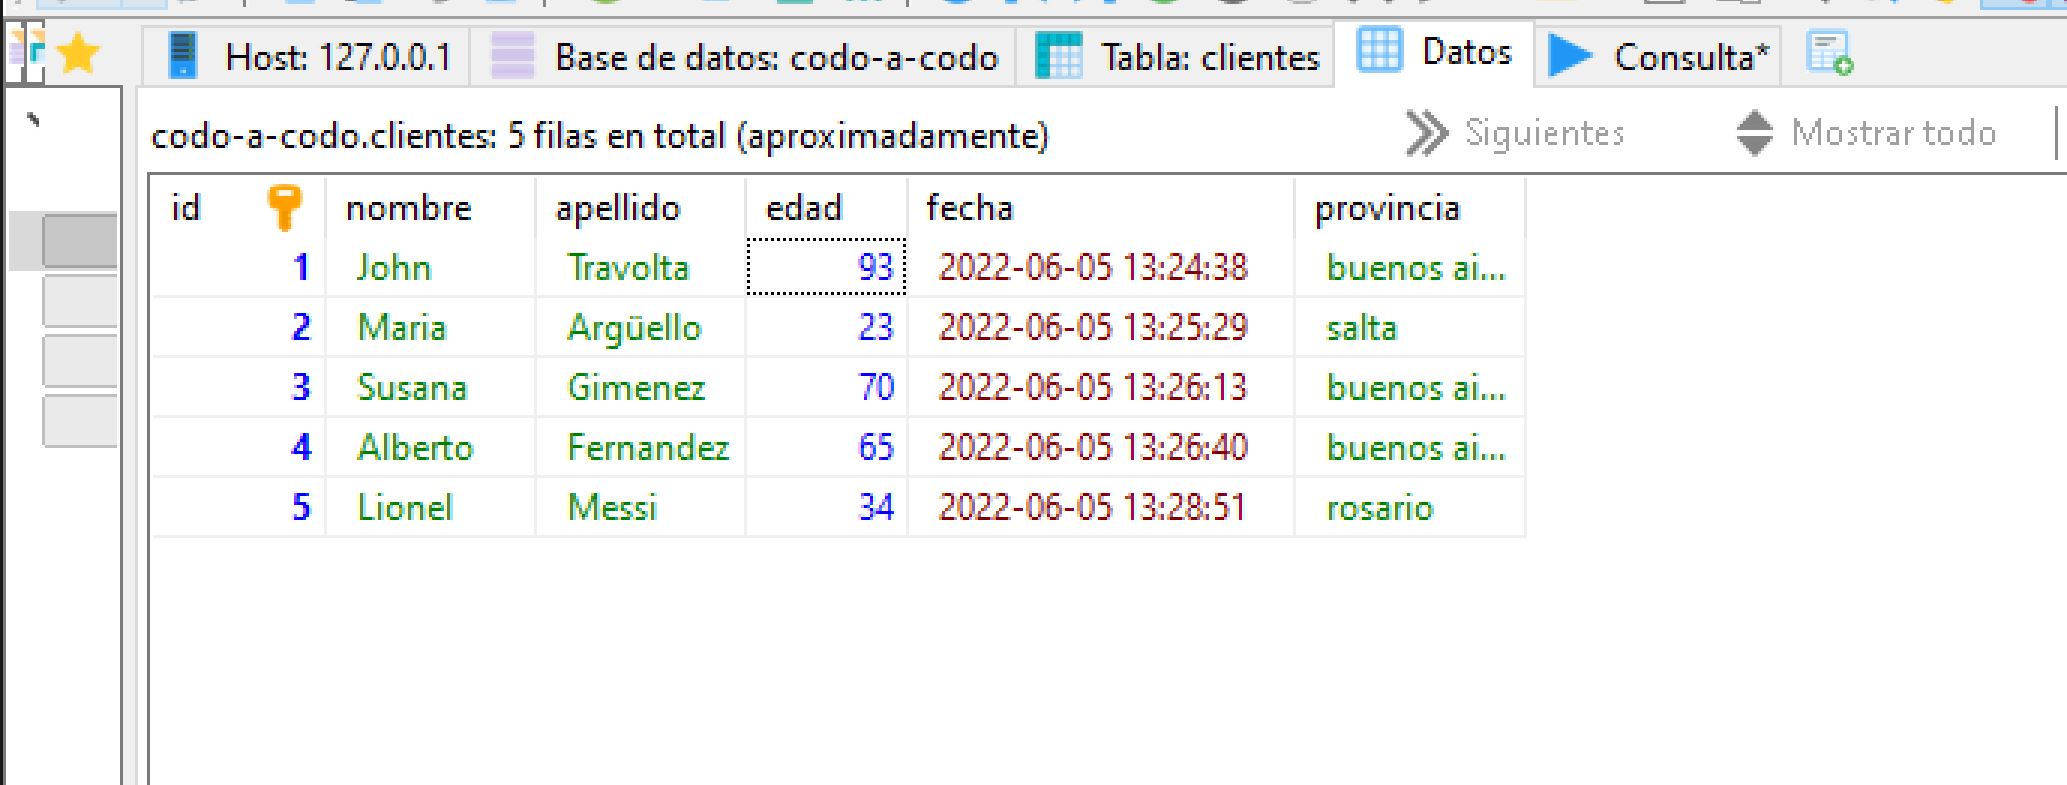 Host: 127.0.0.1 Base de datos: codo-a-codo Tabla: clientes Datos Consulta*
codo-a-codo.clientes: 5 filas en total (aproximadamente) Siguientes Mostrar todo
id nombre apellido edad fecha provincia
1 John Travolta 93 2022-06-05 13:24:38 buenos ai...
2 Maria Argüello 23 2022-06-05 13:25:29 salta
3 Susana Gimenez 70 2022-06-05 13:26:13 buenos ai...
4 Alberto Fernandez 65 2022-06-05 13:26:40 buenos ai...
5 Lionel Messi 34 2022-06-05 13:28:51 rosario